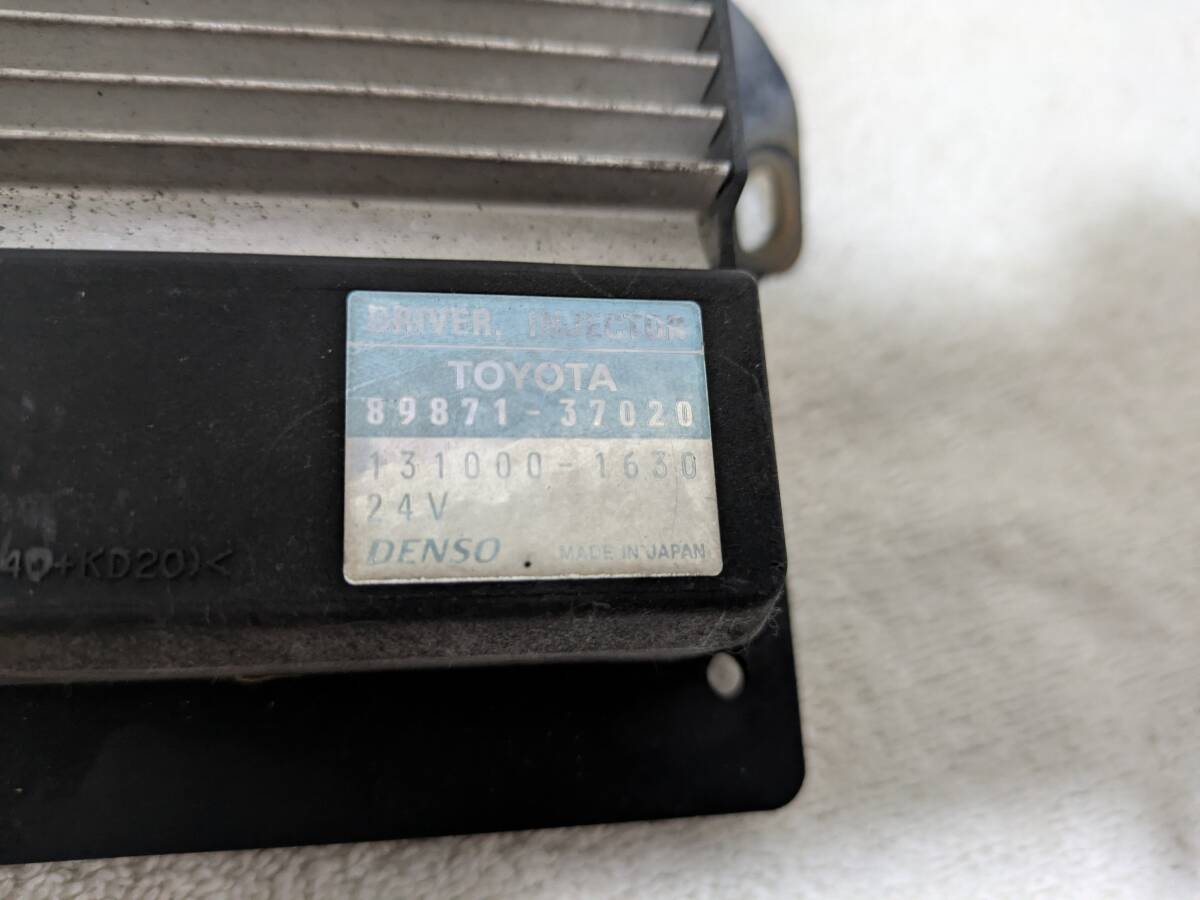 DRIVER, INJECTOR
TOYOTA
89871-37020
131000-1630
24V
DENSO MADE IN JAPAN
40+KD20)<